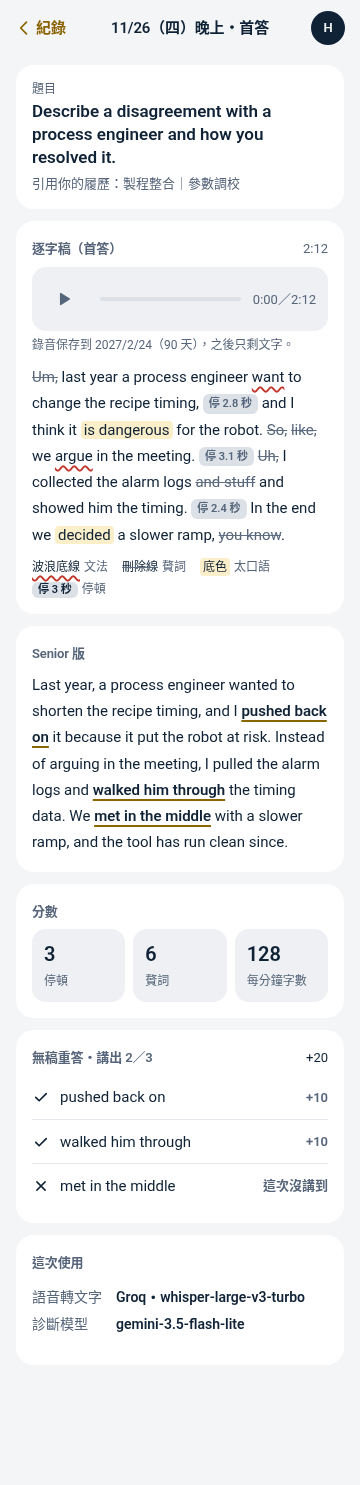 紀錄
11/26（四）晚上・首答
H
題目
Describe a disagreement with a
process engineer and how you
resolved it.
引用你的履歷：製程整合｜參數調校
逐字稿（首答）
2:12
0:00／2:12
錄音保存到 2027/2/24（90 天），之後只剩文字。
Um, last year a process engineer want to
change the recipe timing, 停 2.8 秒 and I
think it is dangerous for the robot. So, like,
we argue in the meeting. 停 3.1 秒 Uh, I
collected the alarm logs and stuff and
showed him the timing. 停 2.4 秒 In the end
we decided a slower ramp, you know.
波浪底線 文法 刪除線 贅詞 底色 太口語
停 3 秒 停頓
Senior 版
Last year, a process engineer wanted to
shorten the recipe timing, and I pushed back
on it because it put the robot at risk. Instead
of arguing in the meeting, I pulled the alarm
logs and walked him through the timing
data. We met in the middle with a slower
ramp, and the tool has run clean since.
分數
3
停頓
6
贅詞
128
每分鐘字數
無稿重答・講出 2／3
+20
pushed back on
+10
walked him through
+10
met in the middle
這次沒講到
這次使用
語音轉文字 Groq・whisper-large-v3-turbo
診斷模型 gemini-3.5-flash-lite